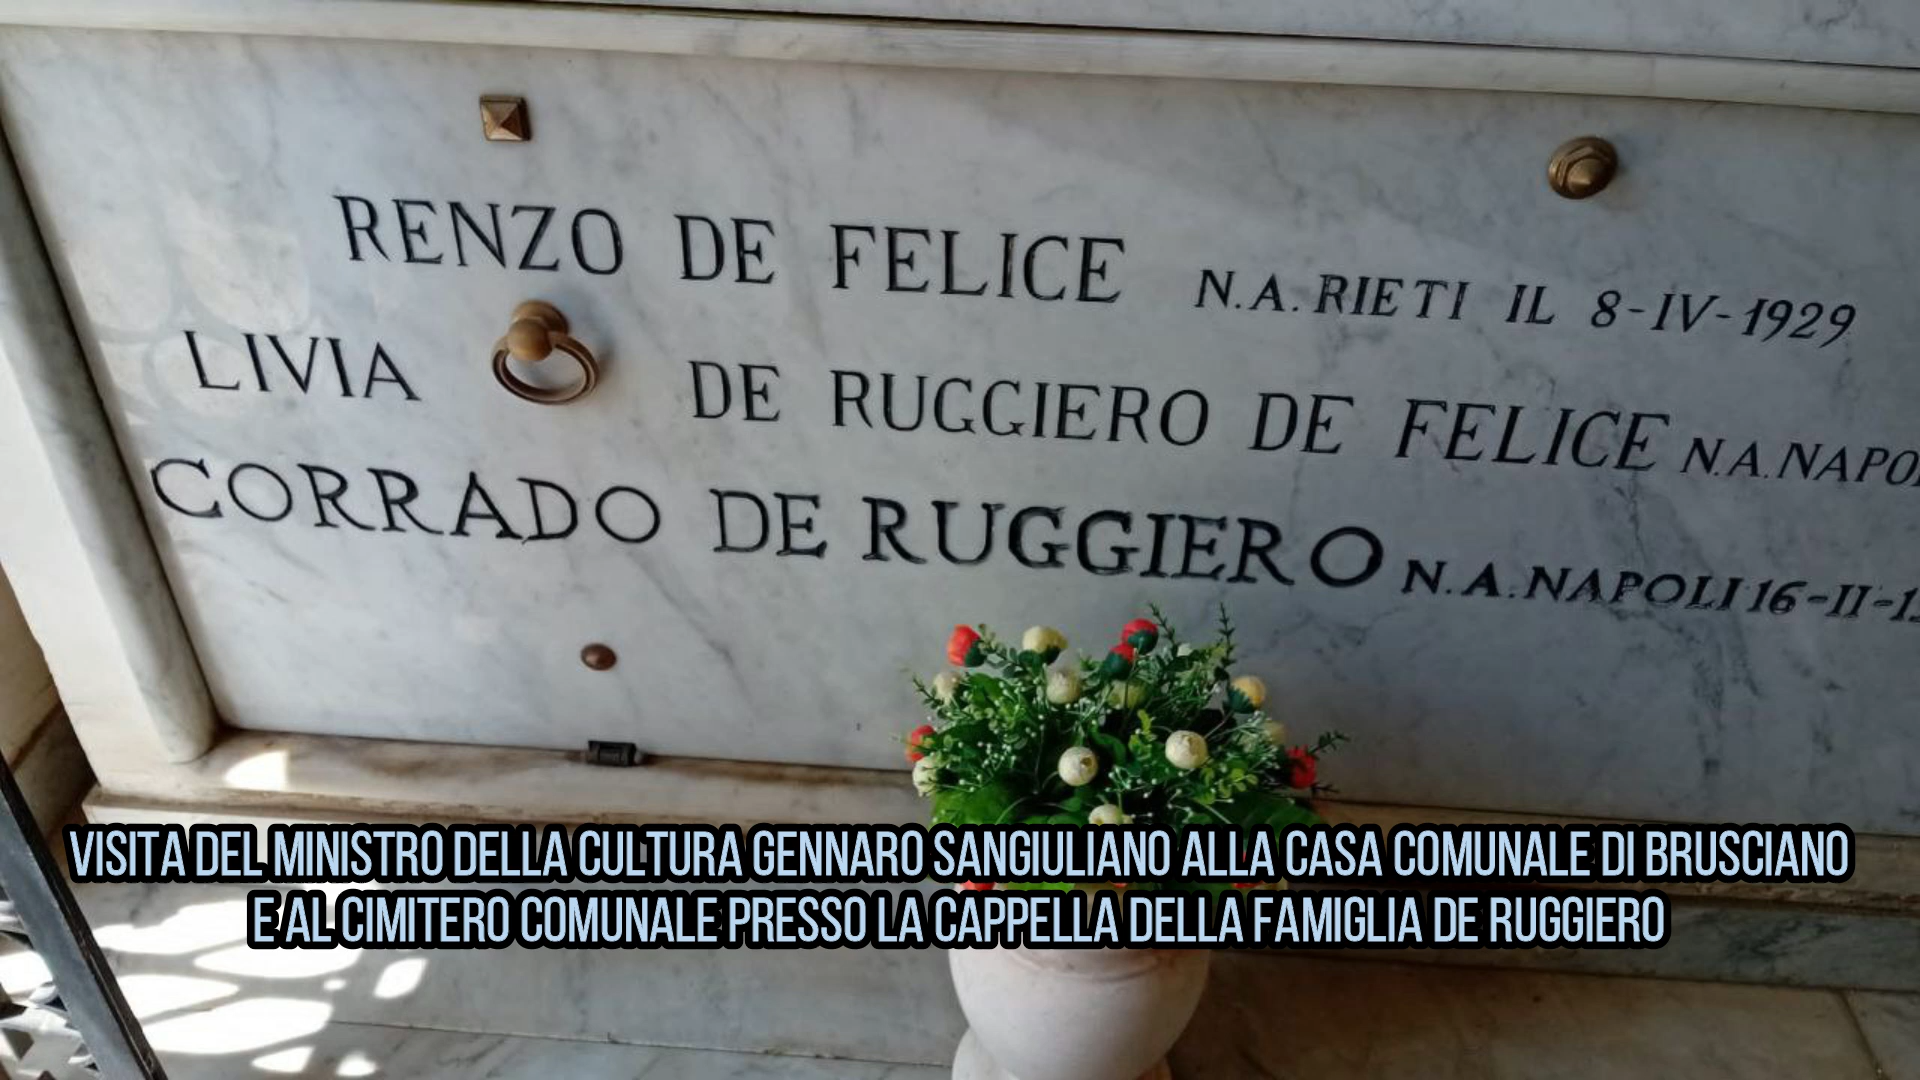 RENZO DE FELICE N.A. RIETI IL 8-IV-1929
LIVIA DE RUGGIERO DE FELICE N.A. NAPO
CORRADO DE RUGGIERO N.A. NAPOLI 16-II-1
VISITA DEL MINISTRO DELLA CULTURA GENNARO SANGIULIANO ALLA CASA COMUNALE DI BRUSCIANO
E AL CIMITERO COMUNALE PRESSO LA CAPPELLA DELLA FAMIGLIA DE RUGGIERO